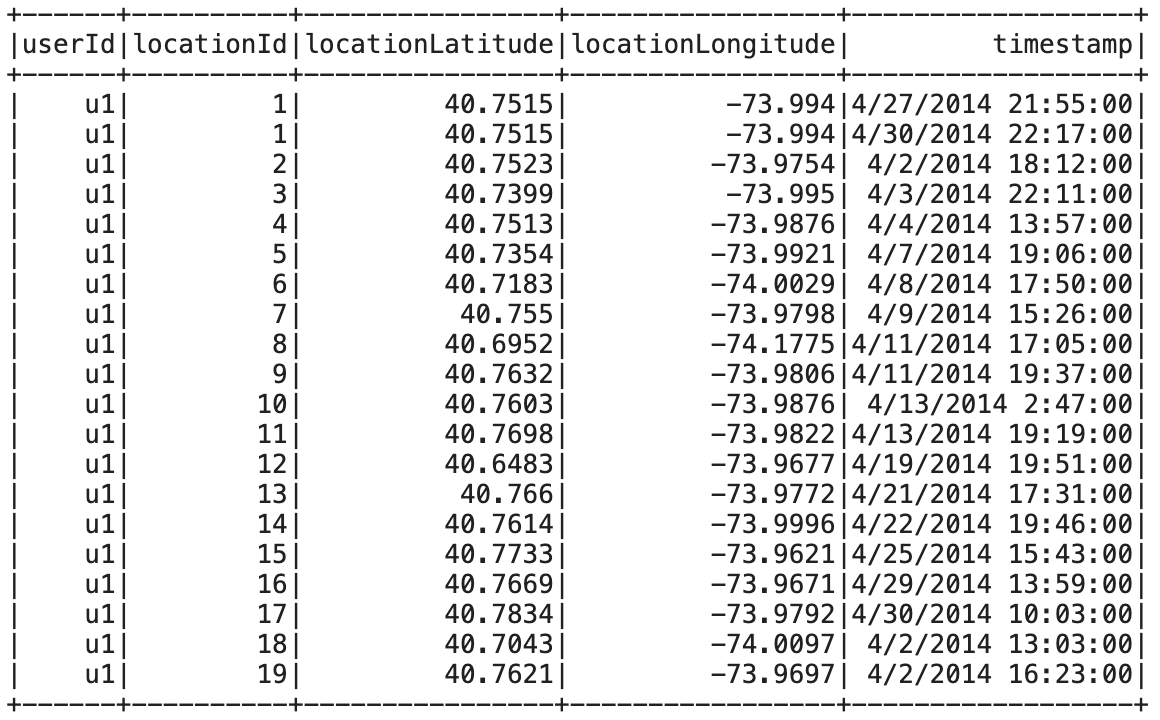 +------+----------+----------------+-----------------+------------------+
|userId|locationId|locationLatitude|locationLongitude|         timestamp|
+------+----------+----------------+-----------------+------------------+
|    u1|         1|         40.7515|          -73.994|4/27/2014 21:55:00|
|    u1|         1|         40.7515|          -73.994|4/30/2014 22:17:00|
|    u1|         2|         40.7523|         -73.9754| 4/2/2014 18:12:00|
|    u1|         3|         40.7399|          -73.995| 4/3/2014 22:11:00|
|    u1|         4|         40.7513|         -73.9876| 4/4/2014 13:57:00|
|    u1|         5|         40.7354|         -73.9921| 4/7/2014 19:06:00|
|    u1|         6|         40.7183|         -74.0029| 4/8/2014 17:50:00|
|    u1|         7|          40.755|         -73.9798| 4/9/2014 15:26:00|
|    u1|         8|         40.6952|         -74.1775|4/11/2014 17:05:00|
|    u1|         9|         40.7632|         -73.9806|4/11/2014 19:37:00|
|    u1|        10|         40.7603|         -73.9876| 4/13/2014 2:47:00|
|    u1|        11|         40.7698|         -73.9822|4/13/2014 19:19:00|
|    u1|        12|         40.6483|         -73.9677|4/19/2014 19:51:00|
|    u1|        13|          40.766|         -73.9772|4/21/2014 17:31:00|
|    u1|        14|         40.7614|         -73.9996|4/22/2014 19:46:00|
|    u1|        15|         40.7733|         -73.9621|4/25/2014 15:43:00|
|    u1|        16|         40.7669|         -73.9671|4/29/2014 13:59:00|
|    u1|        17|         40.7834|         -73.9792|4/30/2014 10:03:00|
|    u1|        18|         40.7043|         -74.0097| 4/2/2014 13:03:00|
|    u1|        19|         40.7621|         -73.9697| 4/2/2014 16:23:00|
+------+----------+----------------+-----------------+------------------+